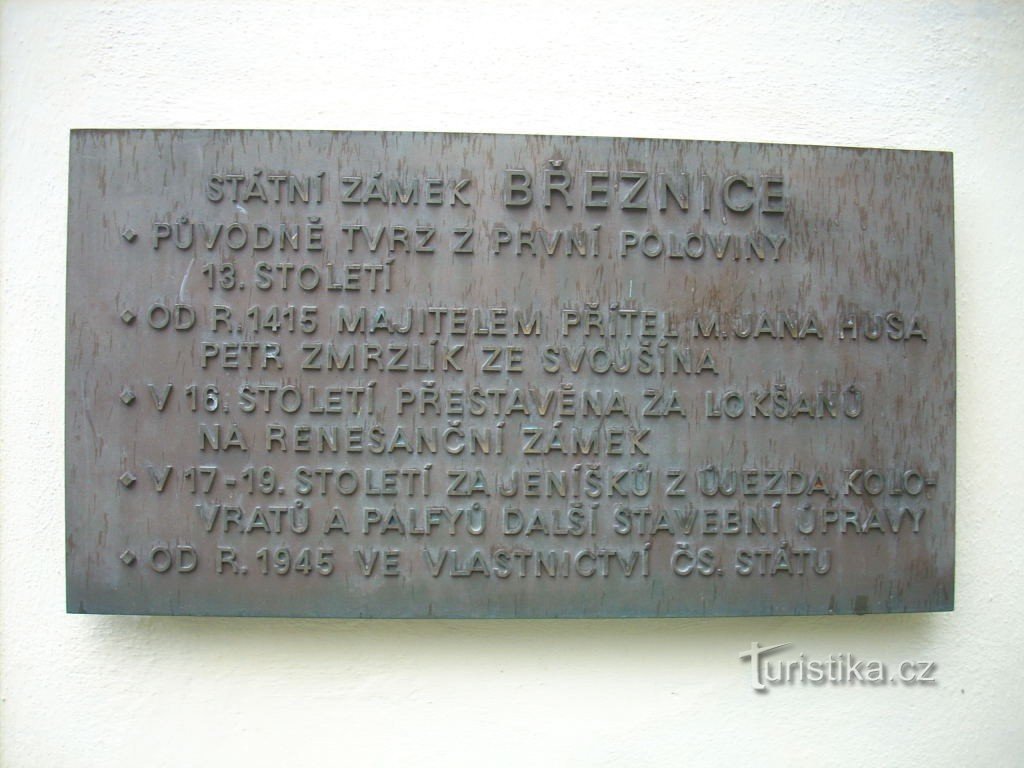 STÁTNÍ ZÁMEK BŘEZNICE
PŮVODNĚ TVRZ Z PRVNÍ POLOVINY
13. STOLETÍ
OD R. 1415 MAJITELEM PŘÍTEL M. JANA HUSA
PETR ZMRZLÍK ZE SVOJŠÍNA
V 16. STOLETÍ PŘESTAVĚNA ZA LOKŠANŮ
NA RENESANČNÍ ZÁMEK
V 17-19. STOLETÍ ZA JENÍŠKŮ Z ÚJEZDA, KOLO-
VRATŮ A PALFYŮ DALŠÍ STAVEBNÍ ÚPRAVY
OD R. 1945 VE VLASTNICTVÍ ČS. STÁTU
Turistika.cz